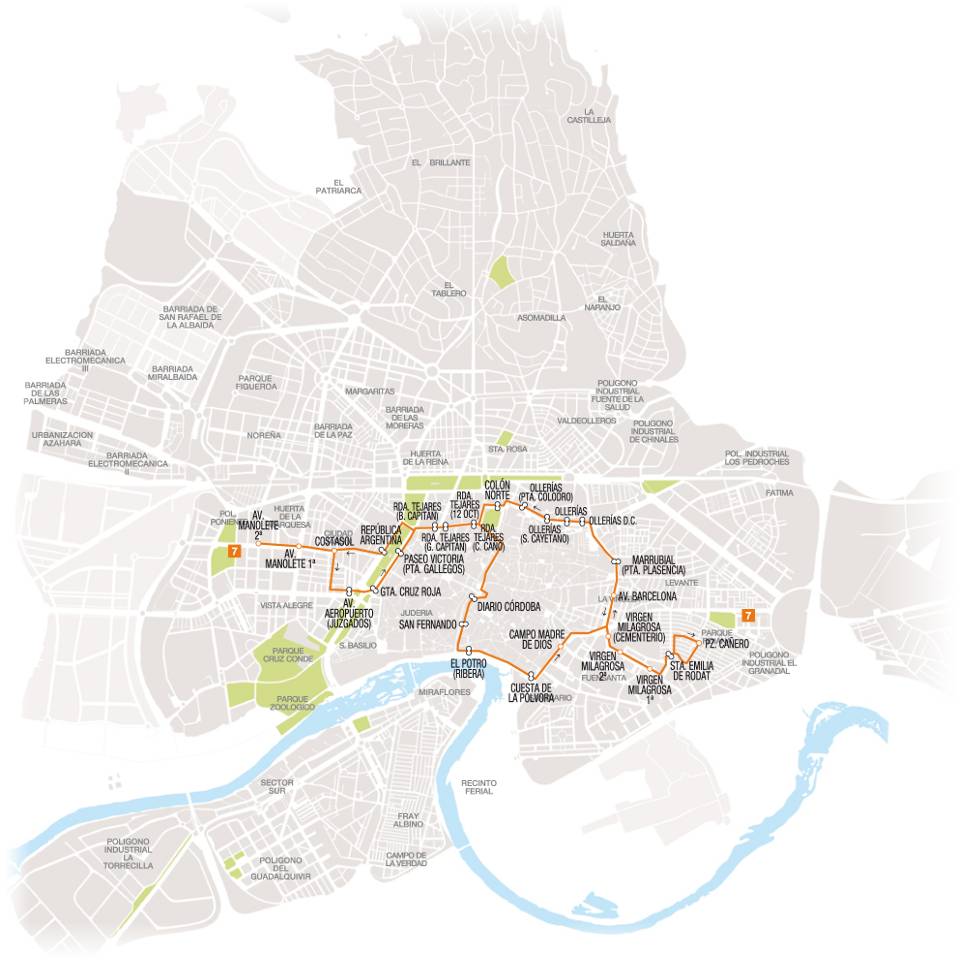 LA
CASTILLEJA
EL BRILLANTE
EL
PATRIARCA
HUERTA
SALDAÑA
EL
TABLERO
EL
NARANJO
ASOMADILLA
BARRIADA DE
SAN RAFAEL DE
LA ALBAIDA
BARRIADA
ELECTROMECANICA
III
BARRIADA
MIRALBAIDA
BARRIADA
DE LAS
PALMERAS
PARQUE
FIGUEROA
MARGARITAS
POLIGONO
INDUSTRIAL
FUENTE DE LA
SALUD
BARRIADA
DE LAS
MORERAS
VALDEOLLEROS
POLIGONO
INDUSTRIAL
DE CHINALES
BARRIADA
DE LA PAZ
NOREÑA
URBANIZACION
AZAHARA
BARRIADA
ELECTROMECANICA
II
HUERTA
DE LA REINA
STA. ROSA
POL. INDUSTRIAL
LOS PEDROCHES
FATIMA
COLÓN
NORTE
OLLERÍAS
(PTA. COLODRO)
RDA.
TEJARES
(12 OCT)
RDA. TEJARES
(B. CAPITAN)
OLLERÍAS
OLLERÍAS D.C.
OLLERÍAS
(S. CAYETANO)
POL.
PONIENTE
HUERTA
DE LA
MARQUESA
AV.
MANOLETE
2ª
CIUDAD
COSTASOL
REPÚBLICA
ARGENTINA
RDA. TEJARES
(G. CAPITAN)
RDA.
TEJARES
(C. CANO)
7
AV.
MANOLETE 1ª
PASEO VICTORIA
(PTA. GALLEGOS)
MARRUBIAL
(PTA. PLASENCIA)
LEVANTE
GTA. CRUZ ROJA
AV. BARCELONA
VISTA ALEGRE
AV.
AEROPUERTO
(JUZGADOS)
JUDERIA
DIARIO CÓRDOBA
SAN FERNANDO
VIRGEN
MILAGROSA
(CEMENTERIO)
7
CAMPO MADRE
DE DIOS
PARQUE
PZ. CAÑERO
S. BASILIO
PARQUE
CRUZ CONDE
EL POTRO
(RIBERA)
VIRGEN
MILAGROSA
2ª
STA. EMILIA
DE RODAT
POLIGONO
INDUSTRIAL EL
GRANADAL
VIRGEN
MILAGROSA
1ª
MIRAFLORES
CUESTA DE
LA PÓLVORA
PARQUE
ZOOLOGICO
SECTOR
SUR
RECINTO
FERIAL
FRAY
ALBINO
POLIGONO
INDUSTRIAL
LA
TORRECILLA
POLIGONO
DEL
GUADALQUIVIR
CAMPO DE
LA VERDAD